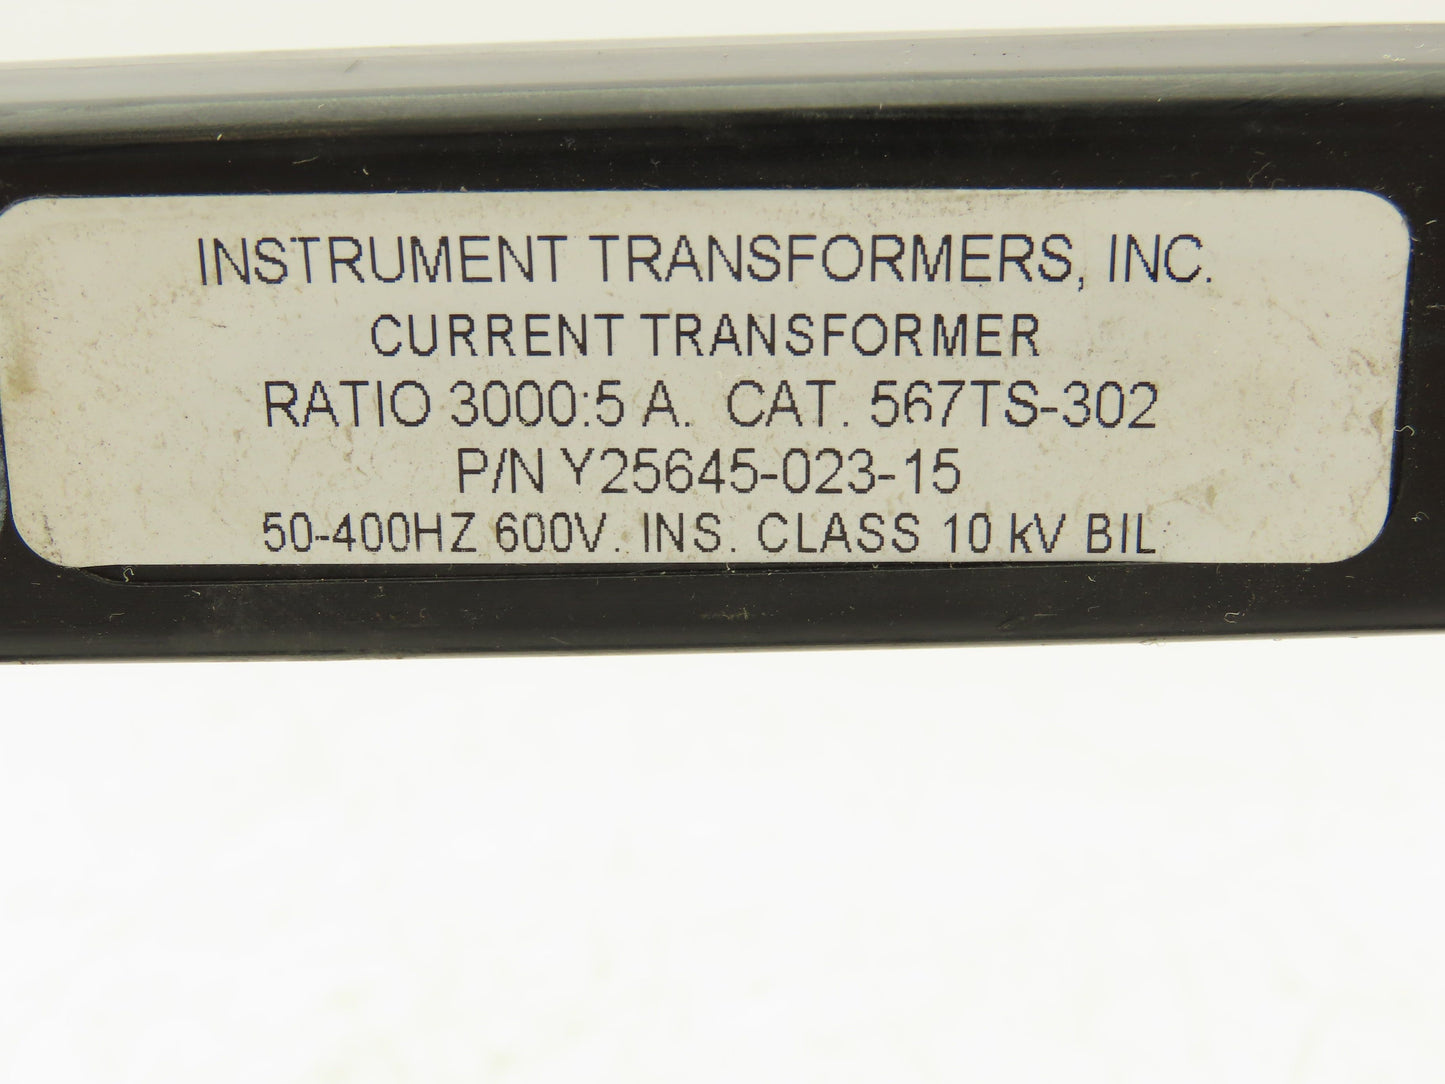 INSTRUMENT TRANSFORMERS, INC.
CURRENT TRANSFORMER
RATIO 3000:5 A. CAT. 567TS-302
P/N Y25645-023-15
50-400HZ 600V. INS. CLASS 10 kV BIL